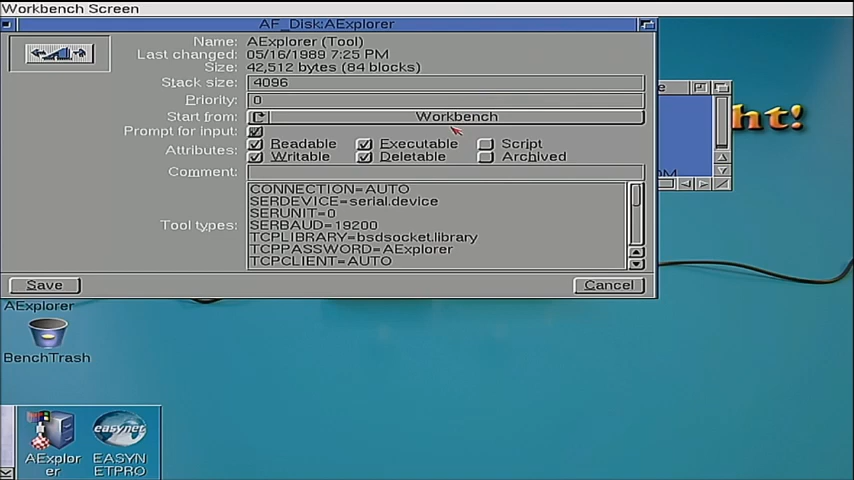 Workbench Screen
AF_Disk:AExplorer
Name: AExplorer (Tool)
Last changed: 05/16/1989 7:25 PM
Size: 42,512 bytes (84 blocks)
Stack size: 4096
Priority: 0
Start from: Workbench
Prompt for input:
Attributes: Readable Executable Script
Writable Deletable Archived
Comment:
Tool types:
CONNECTION=AUTO
SERDEVICE=serial.device
SERUNIT=0
SERBAUD=19200
TCPLIBRARY=bsdsocket.library
TCPPASSWORD=AExplorer
TCPCLIENT=AUTO
Save Cancel
ht!
AExplorer
BenchTrash
AExplor
er
easynet
EASYN
ETPRO